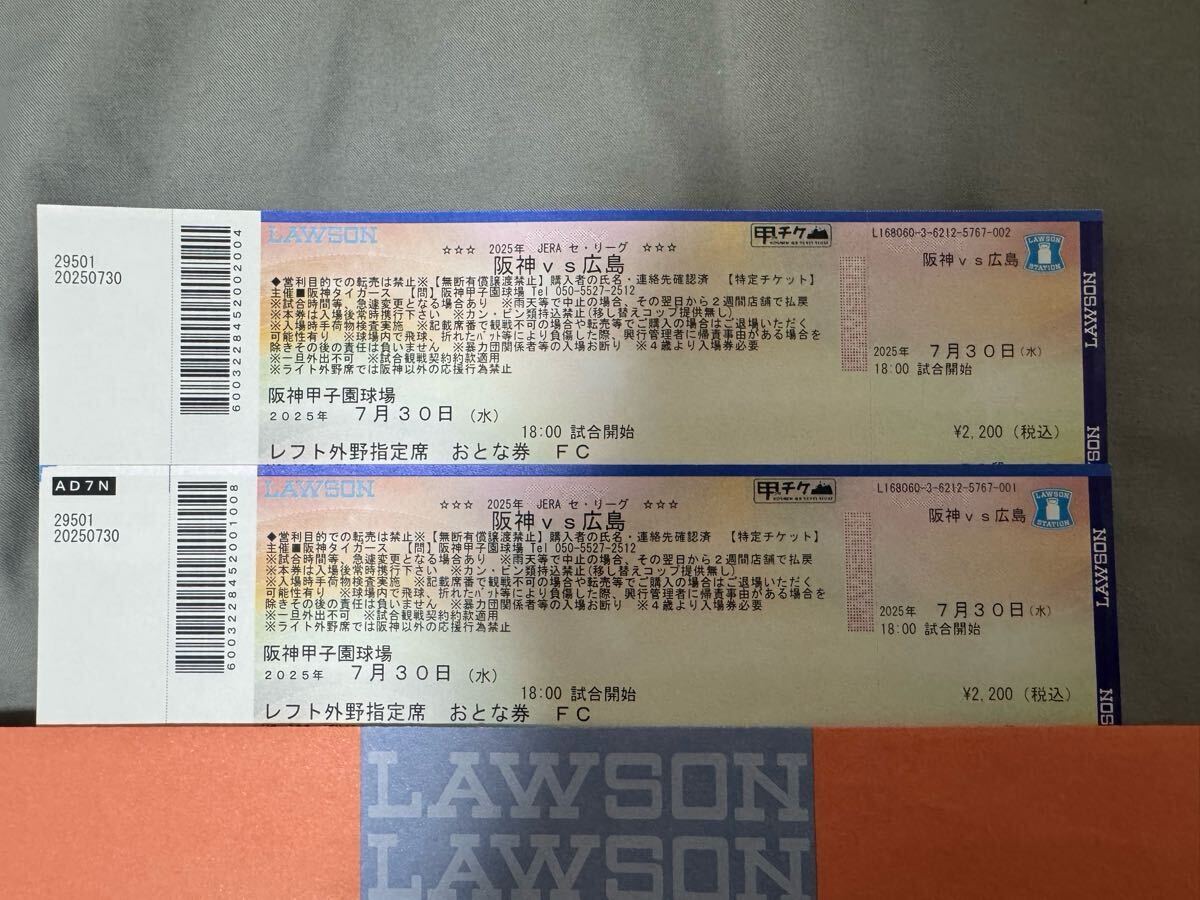 LAWSON
☆☆☆ 2025年 JERA セ・リーグ ☆☆☆
甲チケ
L168060-3-6212-5767-002
阪神ｖｓ広島
阪神ｖｓ広島
LAWSON STATION
29501
20250730
6003228452002004
◆営利目的での転売は禁止※【無断有償譲渡禁止】購入者の氏名・連絡先確認済 【特定チケット】
主催■阪神タイガース 【問】阪神甲子園球場 Tel 050-5527-2512
※試合時間等、急遽変更となる場合あり ※雨天等で中止の場合、その翌日から２週間店舗で払戻
※本券は入場後常時携行下さい ※カン・ビン類持込禁止(移し替えコップ提供無し)
※入場時手荷物検査実施 ※記載席番で観戦不可の場合や転売等でご購入の場合はご退場いただく
可能性有り ※球場内で飛球、折れたﾊﾞｯﾄ等により負傷した際、興行管理者に帰責事由がある場合を
除きその後の責任は負いません ※暴力団関係者等の入場お断り ※４歳より入場券必要
※一旦外出不可 ※試合観戦契約約款適用
※ライト外野席では阪神以外の応援行為禁止
2025年 ７月３０日(水)
18:00 試合開始
阪神甲子園球場
2025年 ７月３０日 (水)
18:00 試合開始
¥2,200 (税込)
レフト外野指定席 おとな券 ＦＣ
LAWSON
LAWSON
AD7N
☆☆☆ 2025年 JERA セ・リーグ ☆☆☆
甲チケ
L168060-3-6212-5767-001
阪神ｖｓ広島
阪神ｖｓ広島
LAWSON STATION
29501
20250730
6003228452001008
◆営利目的での転売は禁止※【無断有償譲渡禁止】購入者の氏名・連絡先確認済 【特定チケット】
主催■阪神タイガース 【問】阪神甲子園球場 Tel 050-5527-2512
※試合時間等、急遽変更となる場合あり ※雨天等で中止の場合、その翌日から２週間店舗で払戻
※本券は入場後常時携行下さい ※カン・ビン類持込禁止(移し替えコップ提供無し)
※入場時手荷物検査実施 ※記載席番で観戦不可の場合や転売等でご購入の場合はご退場いただく
可能性有り ※球場内で飛球、折れたﾊﾞｯﾄ等により負傷した際、興行管理者に帰責事由がある場合を
除きその後の責任は負いません ※暴力団関係者等の入場お断り ※４歳より入場券必要
※一旦外出不可 ※試合観戦契約約款適用
※ライト外野席では阪神以外の応援行為禁止
2025年 ７月３０日(水)
18:00 試合開始
阪神甲子園球場
2025年 ７月３０日 (水)
18:00 試合開始
¥2,200 (税込)
レフト外野指定席 おとな券 ＦＣ
LAWSON
LAWSON
LAWSON